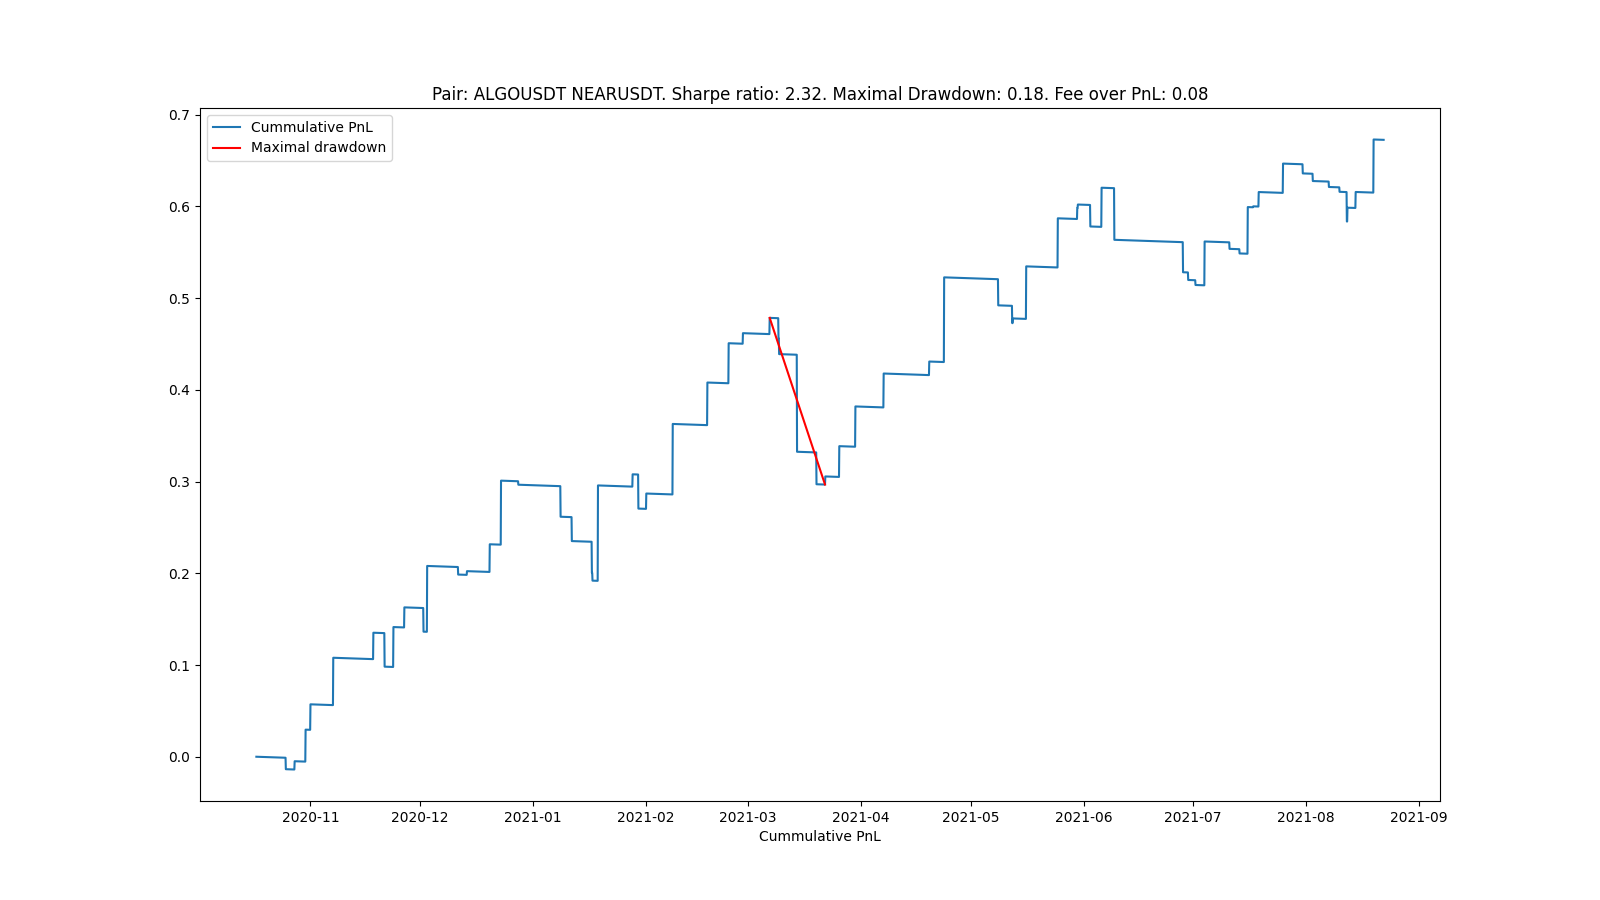 Pair: ALGOUSDT NEARUSDT. Sharpe ratio: 2.32. Maximal Drawdown: 0.18. Fee over PnL: 0.08
Cummulative PnL
Maximal drawdown
0.7
0.6
0.5
0.4
0.3
0.2
0.1
0.0
2020-11 2020-12 2021-01 2021-02 2021-03 2021-04 2021-05 2021-06 2021-07 2021-08 2021-09
Cummulative PnL